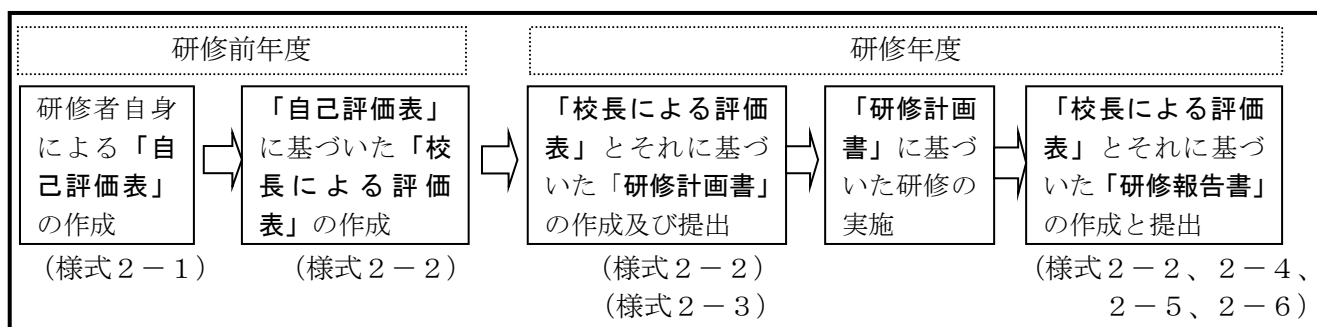 研修前年度
研修年度
研修者自身
による「自
己評価表」
の作成
「自己評価表」
に基づいた「校
長による評価
表」の作成
「校長による評価
表」とそれに基づ
いた「研修計画書」
の作成及び提出
「研修計画
書」に基づ
いた研修の
実施
「校長による評価
表」とそれに基づ
いた「研修報告書」
の作成と提出
（様式２－１）
（様式２－２）
（様式２－２）
（様式２－３）
（様式２－２、２－４、
２－５、２－６）